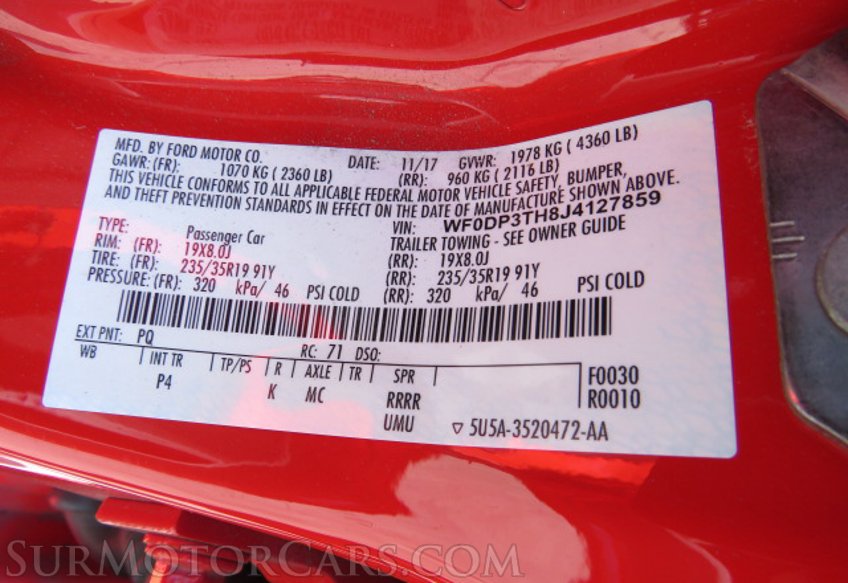 MFD. BY FORD MOTOR CO. DATE: 11/17 GVWR: 1978 KG ( 4360 LB)
GAWR: (FR): 1070 KG ( 2360 LB) (RR): 960 KG ( 2116 LB)
THIS VEHICLE CONFORMS TO ALL APPLICABLE FEDERAL MOTOR VEHICLE SAFETY, BUMPER,
AND THEFT PREVENTION STANDARDS IN EFFECT ON THE DATE OF MANUFACTURE SHOWN ABOVE.
VIN: WF0DP3TH8J4127859
TYPE: Passenger Car TRAILER TOWING - SEE OWNER GUIDE
RIM: (FR): 19X8.0J (RR): 19X8.0J
TIRE: (FR): 235/35R19 91Y (RR): 235/35R19 91Y
PRESSURE: (FR): 320 kPa/ 46 PSI COLD (RR): 320 kPa/ 46 PSI COLD
EXT PNT: PQ RC: 71 DSO:
WB INT TR TP/PS R AXLE TR SPR F0030
P4 K MC RRRR R0010
UMU ▽ 5U5A-3520472-AA
SurMotorCars.com